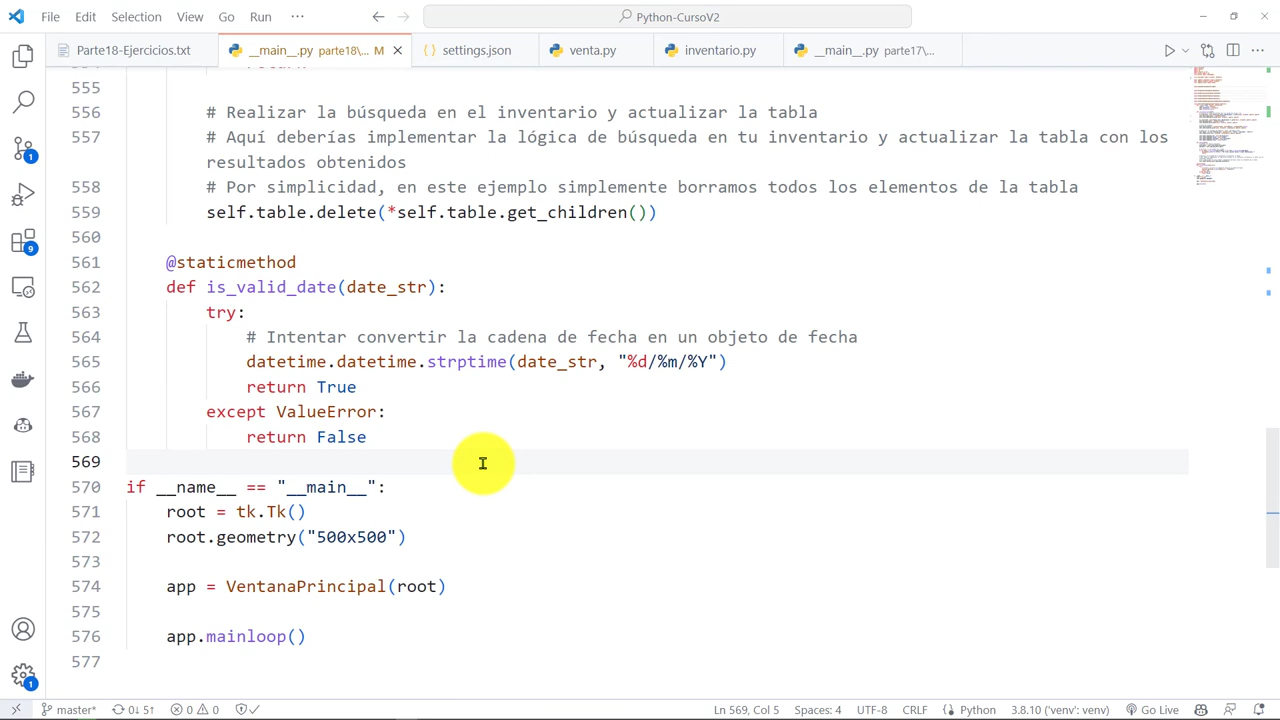 File Edit Selection View Go Run ··· Python-CursoV2
Parte18-Ejercicios.txt __main__.py parte18\... M settings.json venta.py inventario.py __main__.py parte17\...
555
556 # Realizar la búsqueda en el inventario y actualizar la tabla
557 # Aquí deberías implementar la lógica de búsqueda en tu inventario y actualizar la tabla con los
resultados obtenidos
558 # Por simplicidad, en este ejemplo simplemente borramos todos los elementos de la tabla
559 self.table.delete(*self.table.get_children())
560
561 @staticmethod
562 def is_valid_date(date_str):
563 try:
564 # Intentar convertir la cadena de fecha en un objeto de fecha
565 datetime.datetime.strptime(date_str, "%d/%m/%Y")
566 return True
567 except ValueError:
568 return False
569
570 if __name__ == "__main__":
571 root = tk.Tk()
572 root.geometry("500x500")
573
574 app = VentanaPrincipal(root)
575
576 app.mainloop()
577
1
9
1
master* 0↓ 5↑ 0 0 Ln 569, Col 5 Spaces: 4 UTF-8 CRLF Python 3.8.10 ('venv': venv) Go Live